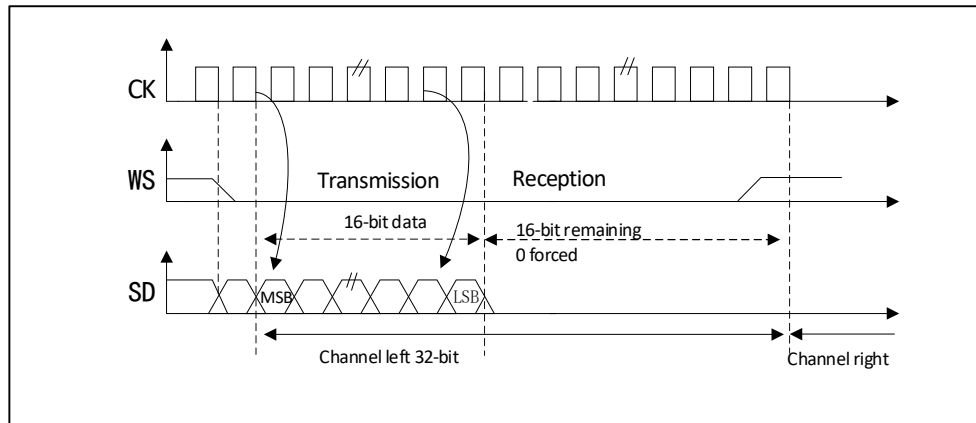 CK
WS
Transmission
Reception
16-bit data
16-bit remaining
0 forced
SD
MSB
LSB
Channel left 32-bit
Channel right